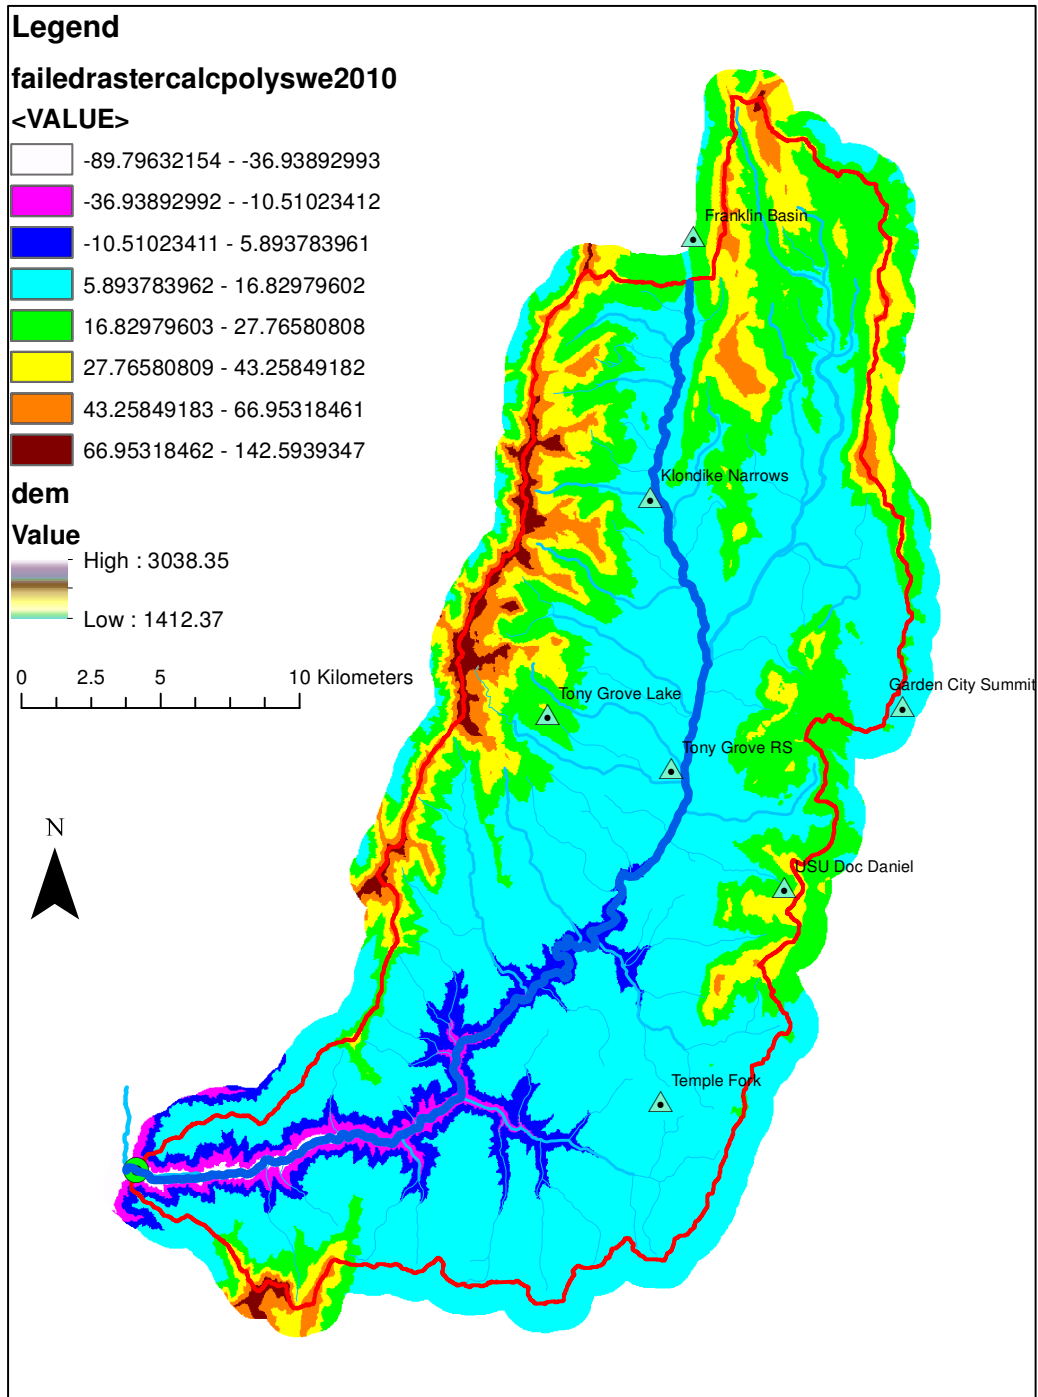 Legend
failedrastercalcpolyswe2010
<VALUE>
-89.79632154 - -36.93892993
-36.93892992 - -10.51023412
-10.51023411 - 5.893783961
5.893783962 - 16.82979602
16.82979603 - 27.76580808
27.76580809 - 43.25849182
43.25849183 - 66.95318461
66.95318462 - 142.5939347
dem
Value
High : 3038.35
Low : 1412.37
0 2.5 5 10 Kilometers
N
Franklin Basin
Klondike Narrows
Garden City Summit
Tony Grove Lake
Tony Grove RS
USU Doc Daniel
Temple Fork